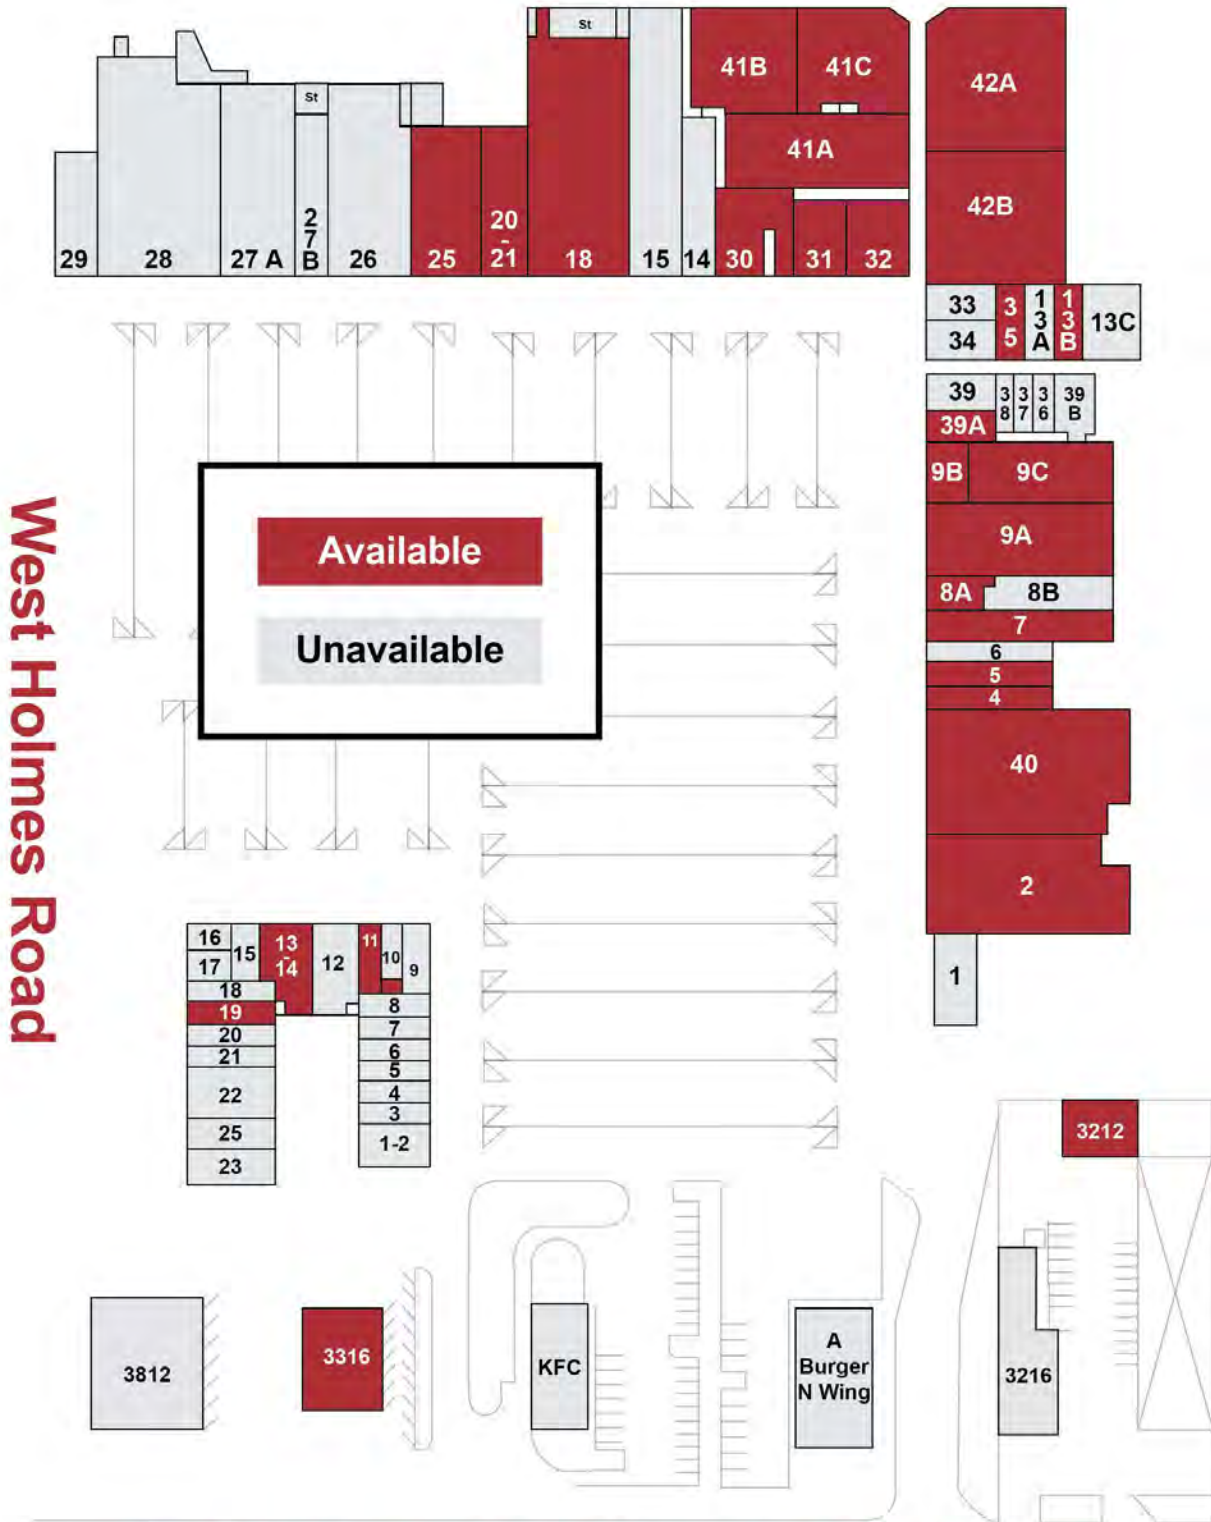 St
41B
41C
42A
St
41A
42B
29
28
27 A
2
7
B
26
25
20
-
21
18
15
14
30
31
32
33
34
3
5
1
3
A
1
3
B
13C
39
39A
3
8
3
7
3
6
39
B
9B
9C
9A
8A
8B
7
6
5
4
40
2
1
Available
Unavailable
West Holmes Road
16
17
15
13
-
14
12
11
10
9
18
19
20
21
22
25
23
8
7
6
5
4
3
1-2
3212
3812
3316
KFC
A
Burger
N Wing
3216